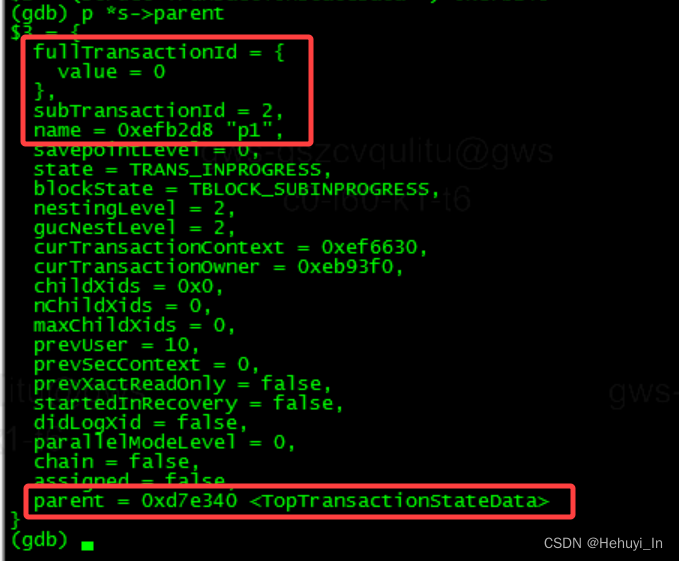 (gdb) p *s->parent
$3 = {
fullTransactionId = {
value = 0
},
subTransactionId = 2,
name = 0xefb2d8 "p1",
savepointLevel = 0,
state = TRANS_INPROGRESS,
blockState = TBLOCK_SUBINPROGRESS,
nestingLevel = 2,
gucNestLevel = 2,
curTransactionContext = 0xef6630,
curTransactionOwner = 0xeb93f0,
childXids = 0x0,
nChildXids = 0,
maxChildXids = 0,
prevUser = 10,
prevSecContext = 0,
prevXactReadOnly = false,
startedInRecovery = false,
didLogXid = false,
parallelModeLevel = 0,
chain = false,
assigned = false,
parent = 0xd7e340 <TopTransactionStateData>
}
(gdb)
CSDN @Hehuyi_In